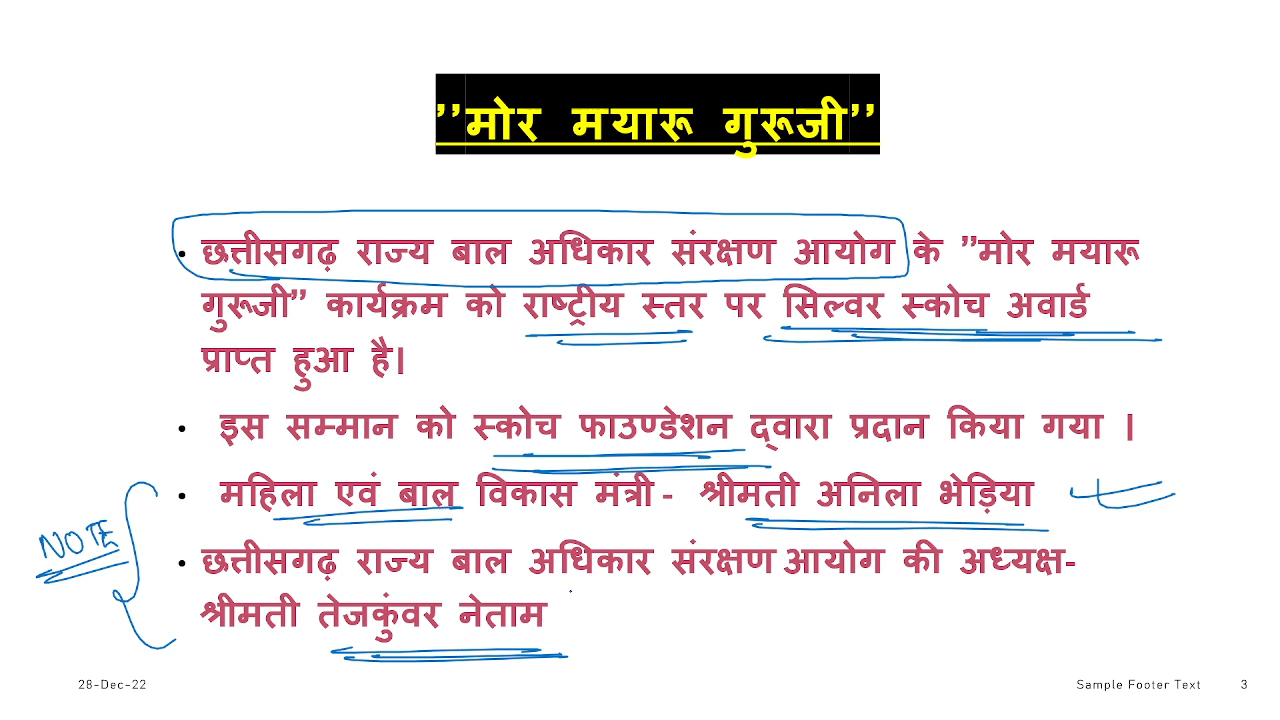 ’’मोर मयारू गुरूजी’’
• छत्तीसगढ़ राज्य बाल अधिकार संरक्षण आयोग के ’’मोर मयारू
गुरूजी’’ कार्यक्रम को राष्ट्रीय स्तर पर सिल्वर स्कोच अवार्ड
प्राप्त हुआ है।
• इस सम्मान को स्कोच फाउण्डेशन द्वारा प्रदान किया गया ।
• महिला एवं बाल विकास मंत्री - श्रीमती अनिला भेड़िया
NOTE
• छत्तीसगढ़ राज्य बाल अधिकार संरक्षण आयोग की अध्यक्ष-
श्रीमती तेजकुंवर नेताम
28-Dec-22 Sample Footer Text 3